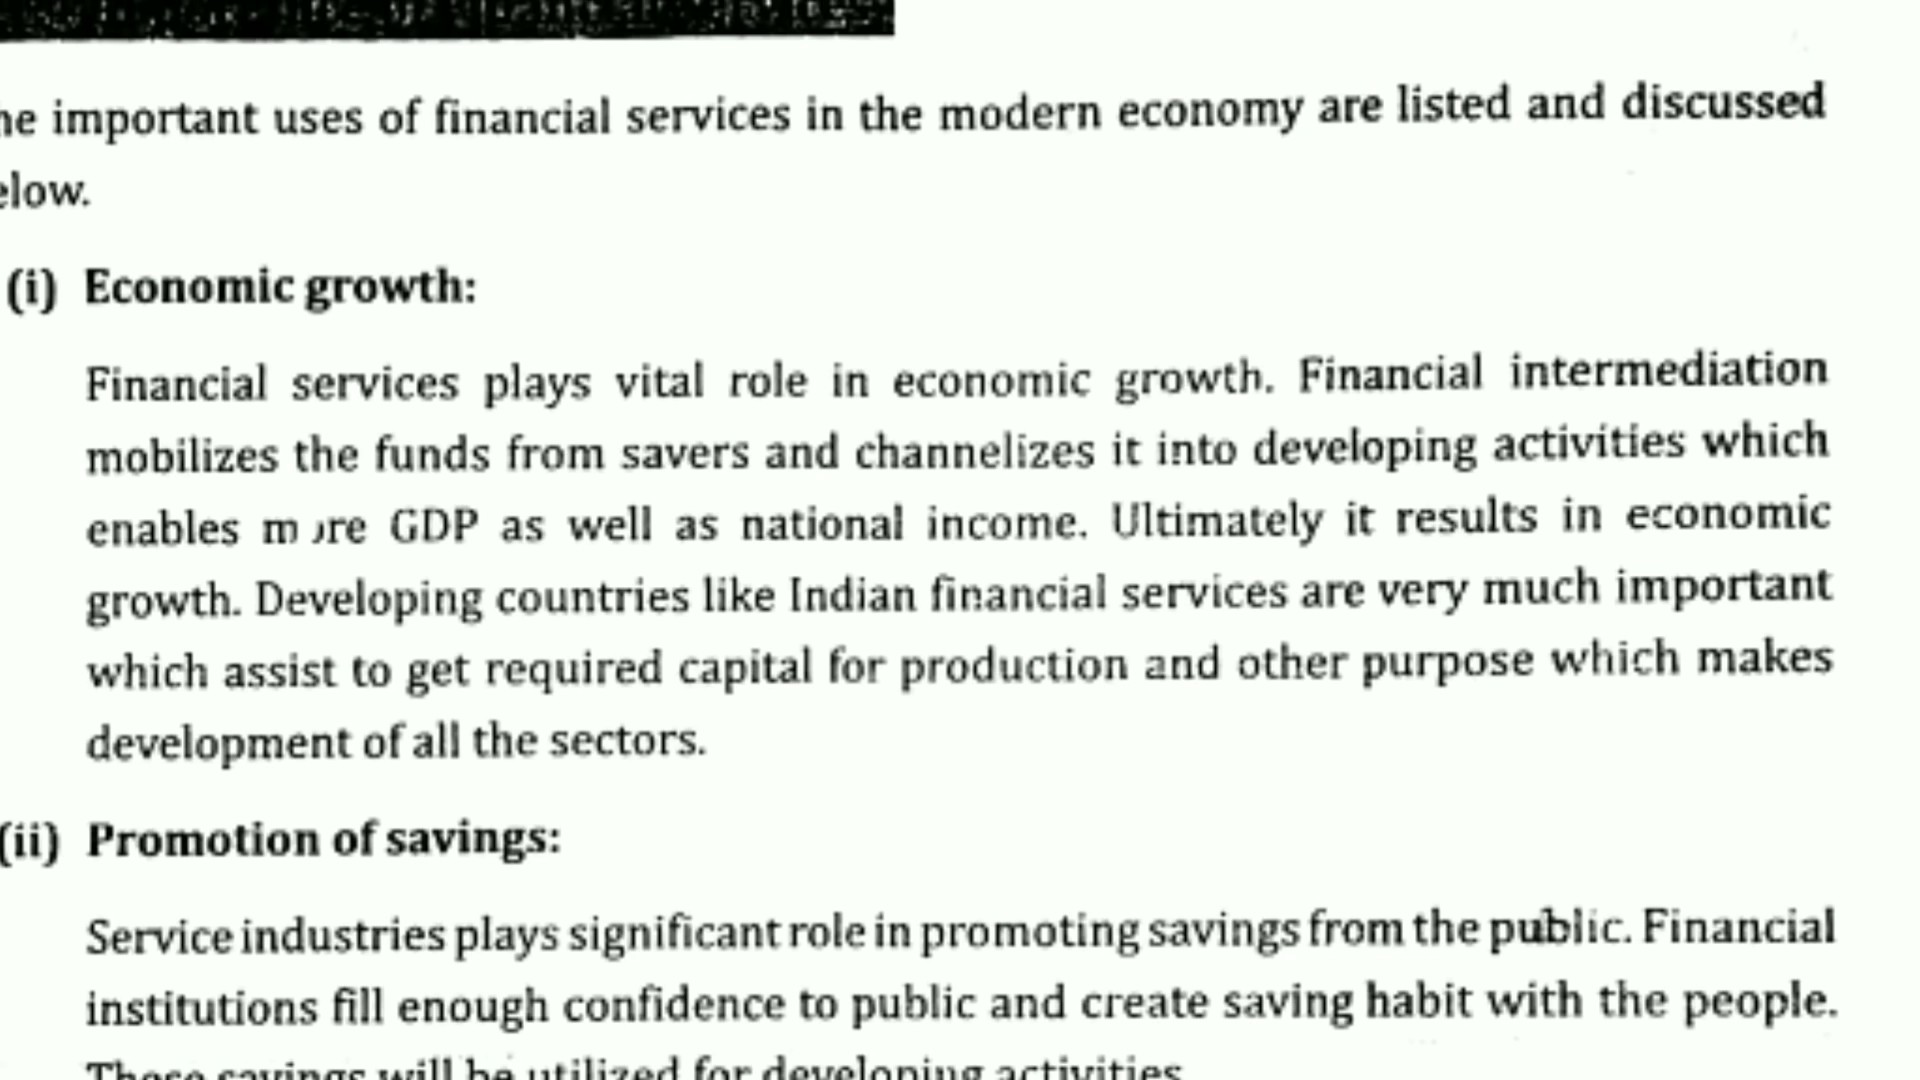 he important uses of financial services in the modern economy are listed and discussed
elow.
(i) Economic growth:
Financial services plays vital role in economic growth. Financial intermediation
mobilizes the funds from savers and channelizes it into developing activities which
enables more GDP as well as national income. Ultimately it results in economic
growth. Developing countries like Indian financial services are very much important
which assist to get required capital for production and other purpose which makes
development of all the sectors.
(ii) Promotion of savings:
Service industries plays significant role in promoting savings from the public. Financial
institutions fill enough confidence to public and create saving habit with the people.
savings will be utilized for developing activities